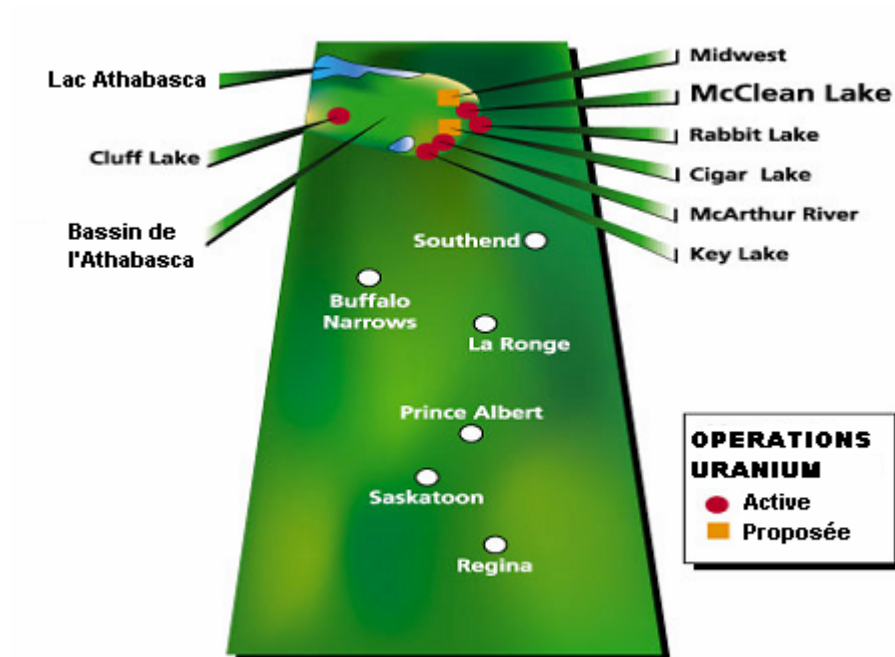 Lac Athabasca
Cluff Lake
Bassin de
l'Athabasca
Midwest
McClean Lake
Rabbit Lake
Cigar Lake
McArthur River
Key Lake
Southend
Buffalo
Narrows
La Ronge
Prince Albert
Saskatoon
Regina
OPERATIONS
URANIUM
Active
Proposée